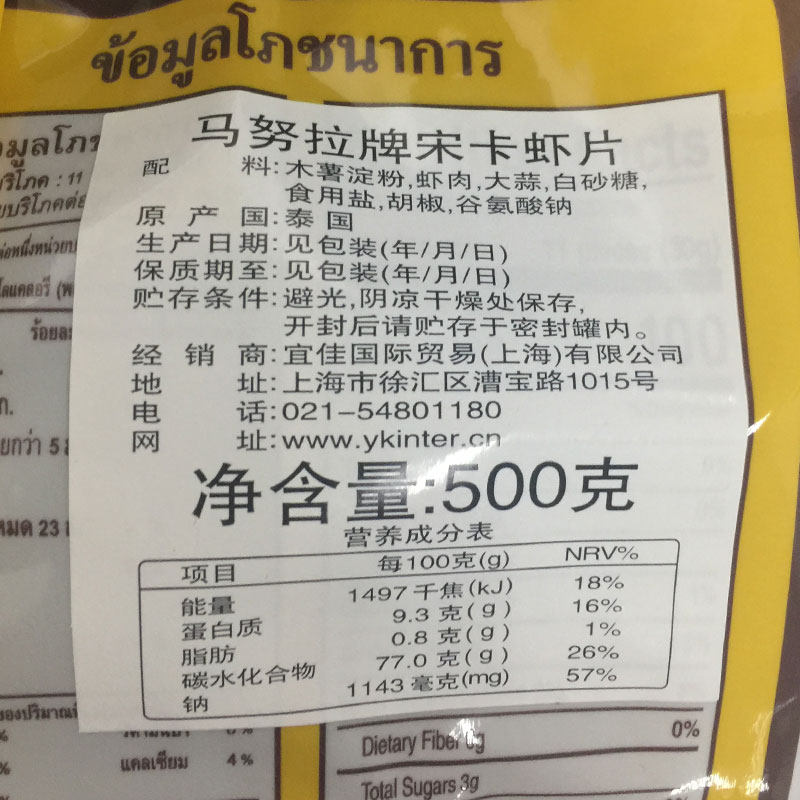 ข้อมูลโภชนาการ
马努拉牌宋卡虾片
配 料:木薯淀粉,虾肉,大蒜,白砂糖,
食用盐,胡椒,谷氨酸钠
原产国:泰国
生产日期:见包装(年/月/日)
保质期至:见包装(年/月/日)
贮存条件:避光,阴凉干燥处保存,
开封后请贮存于密封罐内。
经销商:宜佳国际贸易(上海)有限公司
地 址:上海市徐汇区漕宝路1015号
电 话:021-54801180
网 址:www.ykinter.cn
净含量:500克
营养成分表
项目 每100克(g) NRV%
能量 1497 千焦(kJ) 18%
蛋白质 9.3 克(g) 16%
脂肪 0.8 克(g) 1%
碳水化合物 77.0 克(g) 26%
钠 1143 毫克(mg) 57%
แคลเซียม 4%
Dietary Fiber 0g 0%
Total Sugars 3g